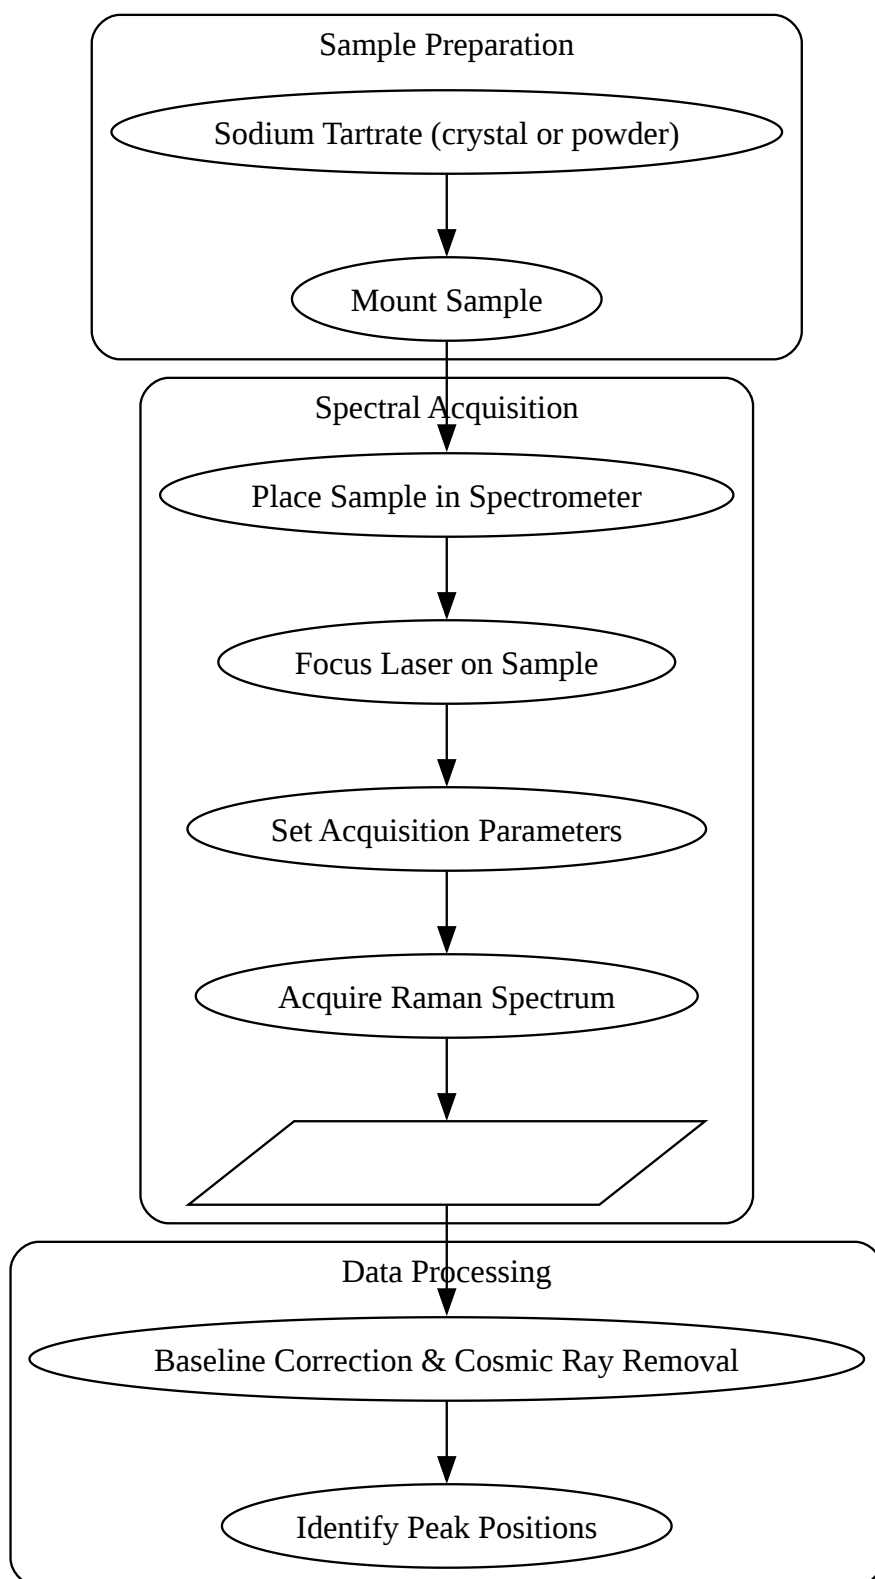 Sample Preparation
Sodium Tartrate (crystal or powder)
Mount Sample
Spectral Acquisition
Place Sample in Spectrometer
Focus Laser on Sample
Set Acquisition Parameters
Acquire Raman Spectrum
Data Processing
Baseline Correction & Cosmic Ray Removal
Identify Peak Positions